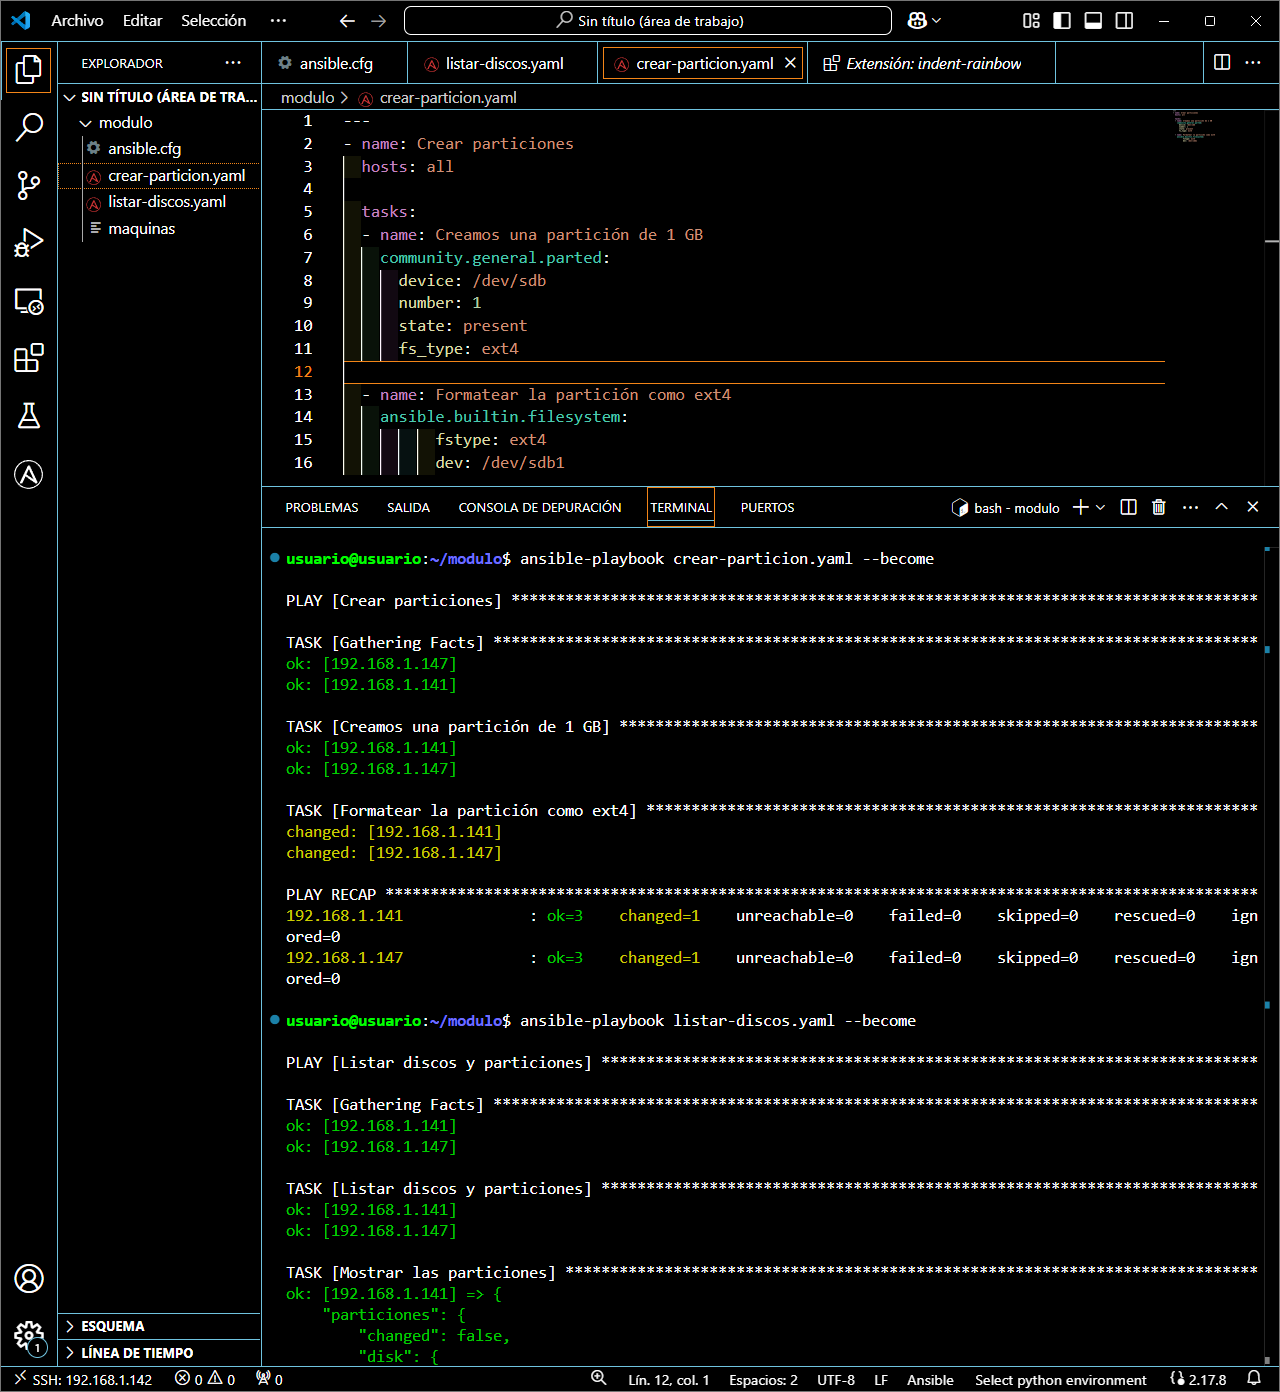 Archivo Editar Selección ···
Sin título (área de trabajo)
EXPLORADOR ···
ansible.cfg
listar-discos.yaml
crear-particion.yaml
Extensión: indent-rainbow
SIN TÍTULO (ÁREA DE TRA...
modulo
ansible.cfg
crear-particion.yaml
listar-discos.yaml
maquinas
modulo > crear-particion.yaml
1 ---
2 - name: Crear particiones
3 hosts: all
4
5 tasks:
6 - name: Creamos una partición de 1 GB
7 community.general.parted:
8 device: /dev/sdb
9 number: 1
10 state: present
11 fs_type: ext4
12
13 - name: Formatear la partición como ext4
14 ansible.builtin.filesystem:
15 fstype: ext4
16 dev: /dev/sdb1
PROBLEMAS SALIDA CONSOLA DE DEPURACIÓN TERMINAL PUERTOS
bash - modulo
usuario@usuario:~/modulo$ ansible-playbook crear-particion.yaml --become
PLAY [Crear particiones] ***********************************************************************************
TASK [Gathering Facts] *************************************************************************************
ok: [192.168.1.147]
ok: [192.168.1.141]
TASK [Creamos una partición de 1 GB] ***********************************************************************
ok: [192.168.1.141]
ok: [192.168.1.147]
TASK [Formatear la partición como ext4] ********************************************************************
changed: [192.168.1.141]
changed: [192.168.1.147]
PLAY RECAP *************************************************************************************************
192.168.1.141 : ok=3 changed=1 unreachable=0 failed=0 skipped=0 rescued=0 ign
ored=0
192.168.1.147 : ok=3 changed=1 unreachable=0 failed=0 skipped=0 rescued=0 ign
ored=0
usuario@usuario:~/modulo$ ansible-playbook listar-discos.yaml --become
PLAY [Listar discos y particiones] *************************************************************************
TASK [Gathering Facts] *************************************************************************************
ok: [192.168.1.141]
ok: [192.168.1.147]
TASK [Listar discos y particiones] *************************************************************************
ok: [192.168.1.141]
ok: [192.168.1.147]
TASK [Mostrar las particiones] *****************************************************************************
ok: [192.168.1.141] => {
"particiones": {
"changed": false,
"disk": {
ESQUEMA
LÍNEA DE TIEMPO
1
SSH: 192.168.1.142 0 0 0
Lín. 12, col. 1 Espacios: 2 UTF-8 LF Ansible Select python environment 2.17.8